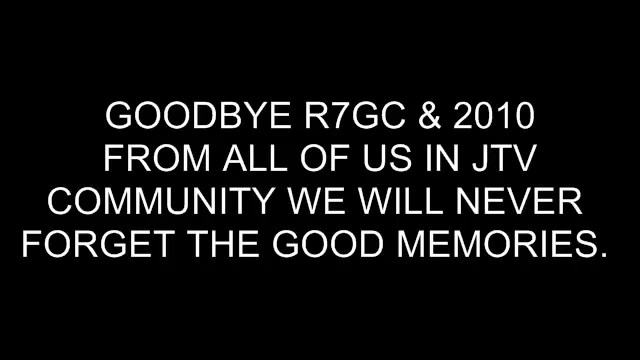 GOODBYE R7GC & 2010
FROM ALL OF US IN JTV
COMMUNITY WE WILL NEVER
FORGET THE GOOD MEMORIES.